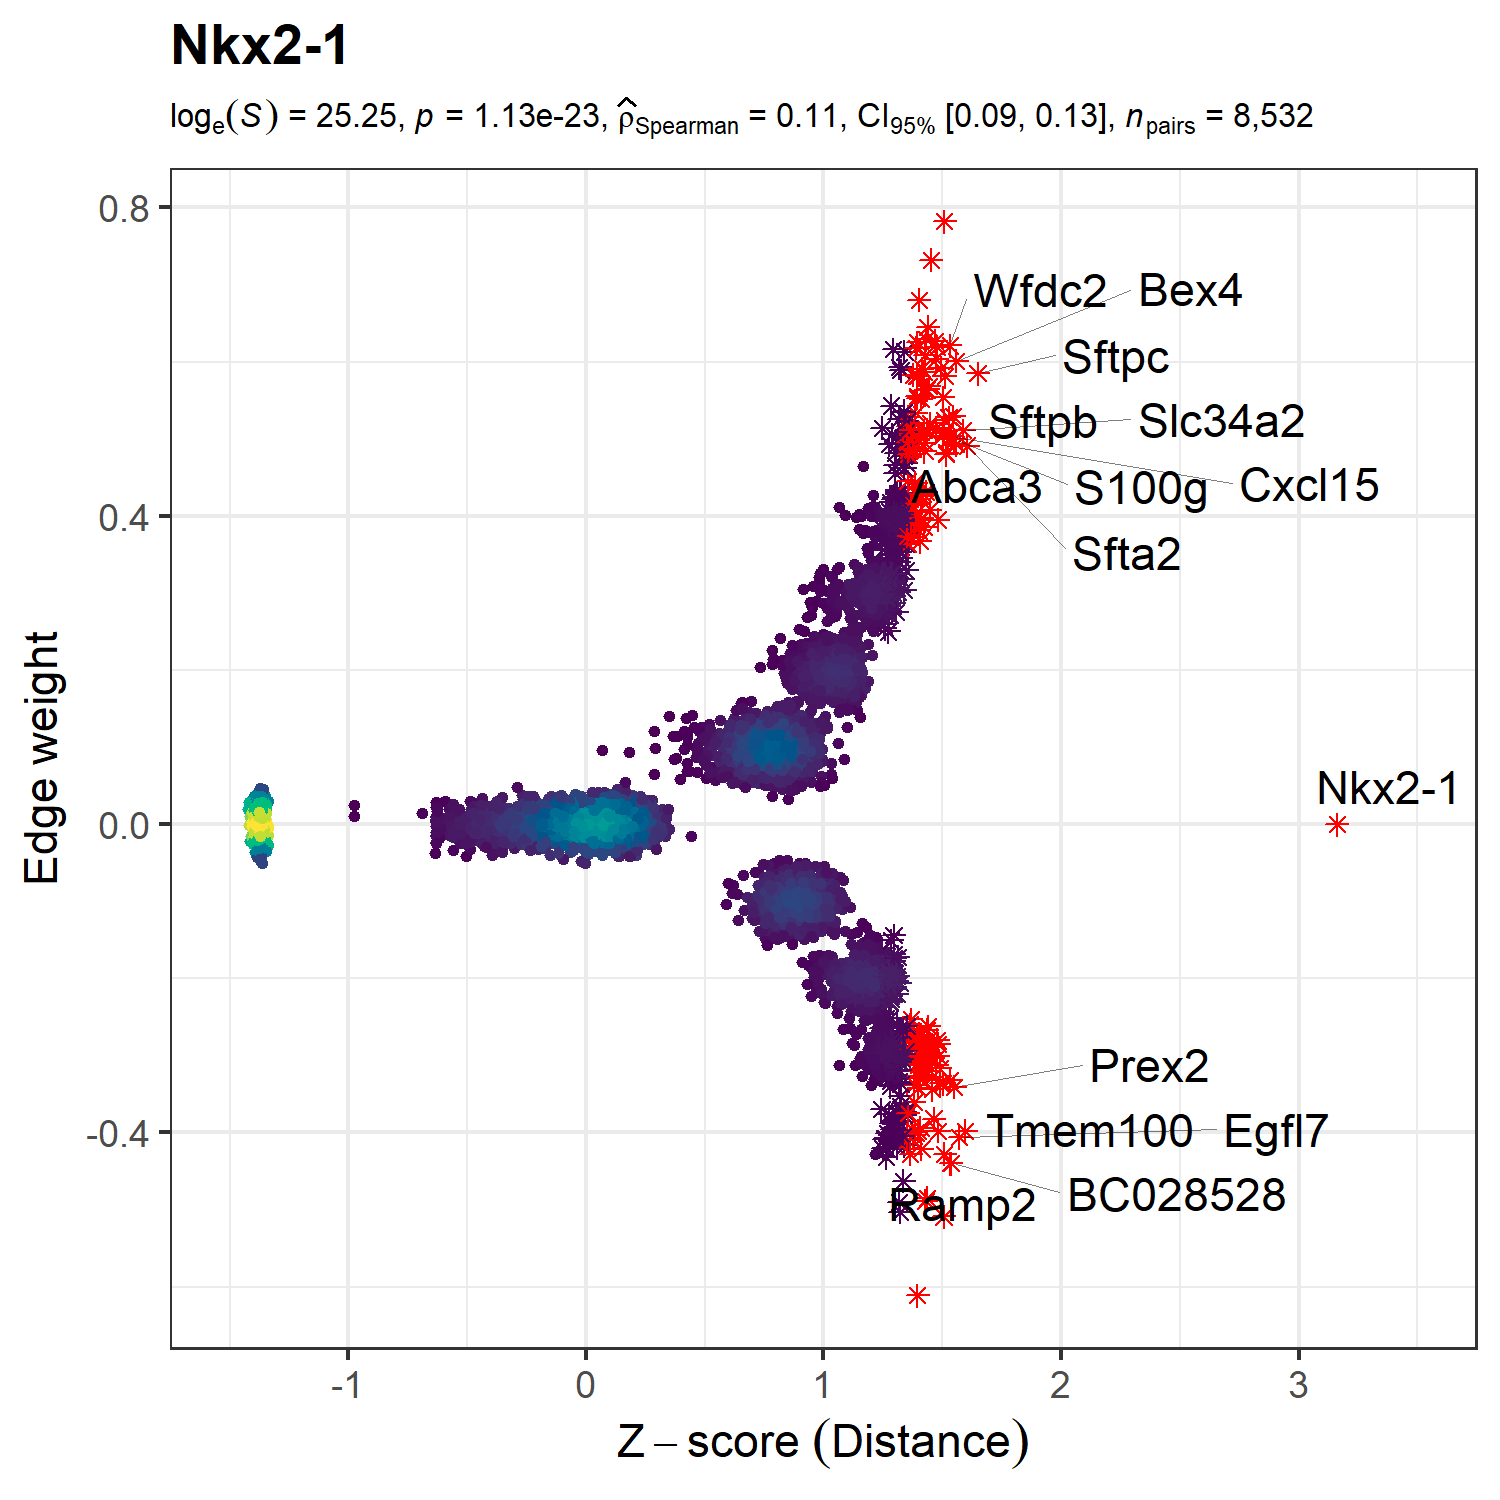 Nkx2-1
logₑ(S) = 25.25, p = 1.13e-23, ρ̂Spearman = 0.11, CI95% [0.09, 0.13], npairs = 8,532
0.8
Wfdc2 Bex4
Sftpc
Sftpb Slc34a2
Abca3 S100g Cxcl15
0.4
Sfta2
Edge weight
Nkx2-1
0.0
Prex2
-0.4
Tmem100 Egfl7
BC028528
Ramp2
-1 0 1 2 3
Z – score (Distance)